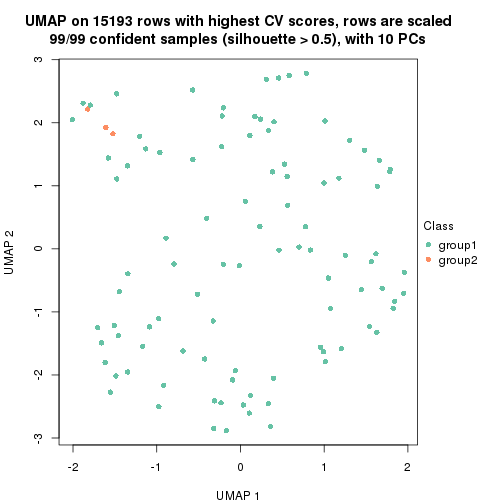 UMAP on 15193 rows with highest CV scores, rows are scaled
99/99 confident samples (silhouette > 0.5), with 10 PCs
3
2
1
0
-1
-2
-3
UMAP 2
-2
-1
0
1
2
UMAP 1
Class
group1
group2